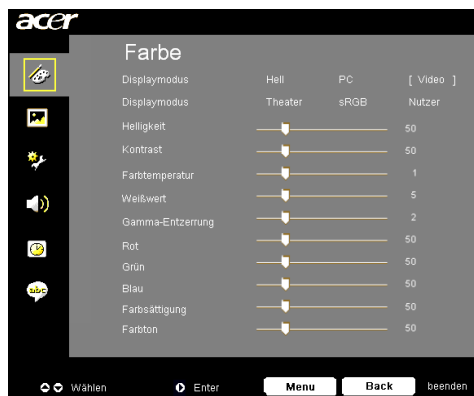 acer
Farbe
Displaymodus Hell PC [ Video ]
Displaymodus Theater sRGB Nutzer
Helligkeit 50
Kontrast 50
Farbtemperatur 1
Weißwert 5
Gamma-Entzerrung 2
Rot 50
Grün 50
Blau 50
Farbsättigung 50
Farbton 50
abc
Wählen Enter Menu Back beenden